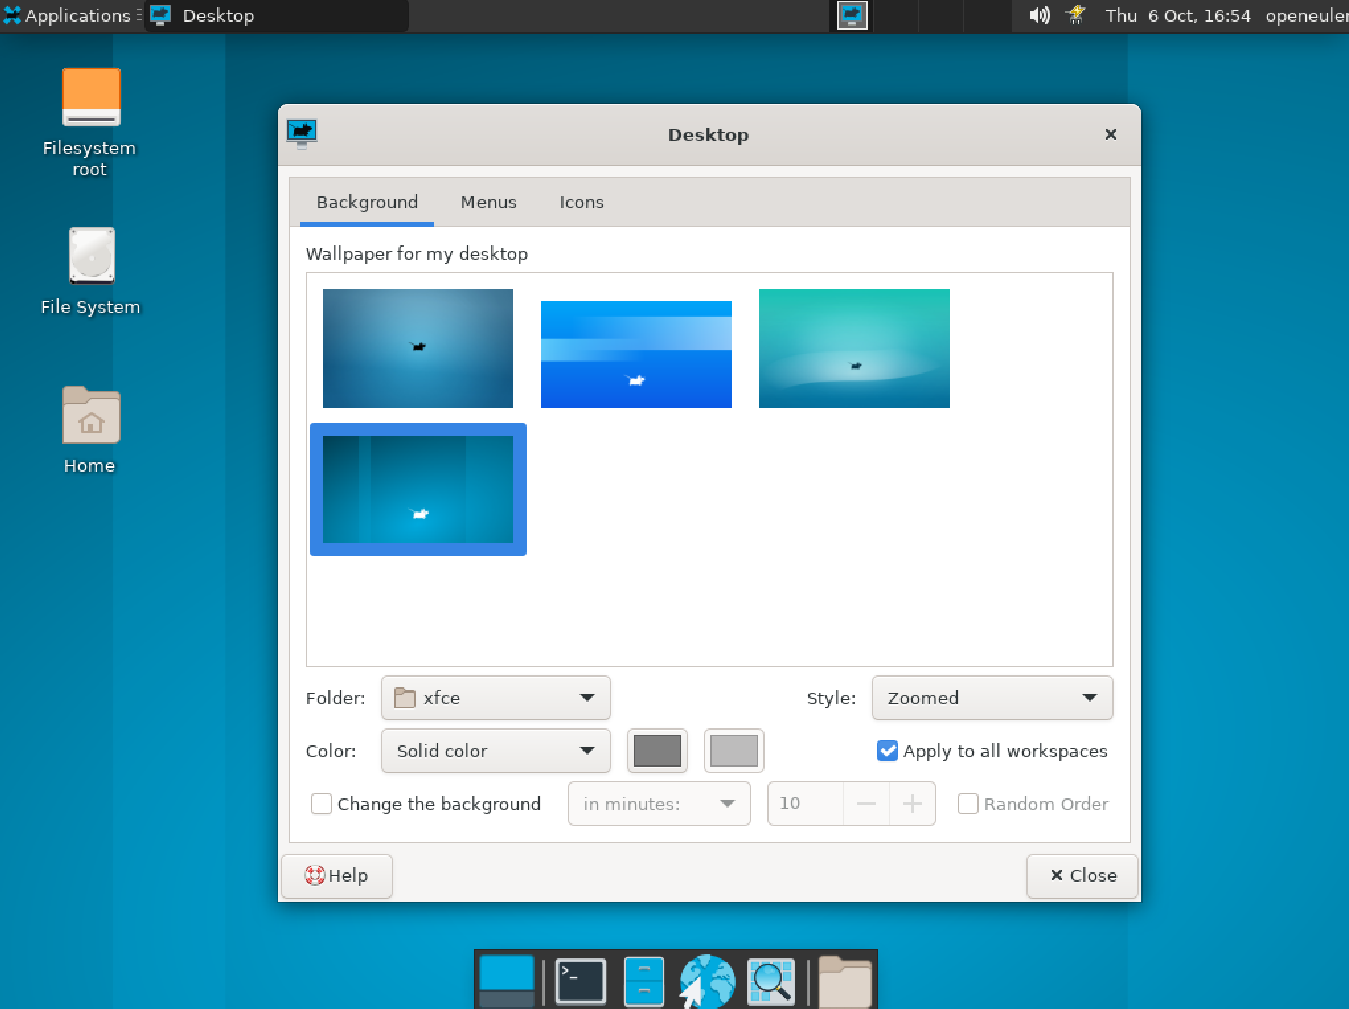 Applications
Desktop
Thu 6 Oct, 16:54
openeuler
Filesystem
root
File System
Home
Desktop
Background
Menus
Icons
Wallpaper for my desktop
Folder:
xfce
Style:
Zoomed
Color:
Solid color
Apply to all workspaces
Change the background
in minutes:
10
Random Order
Help
Close
>_